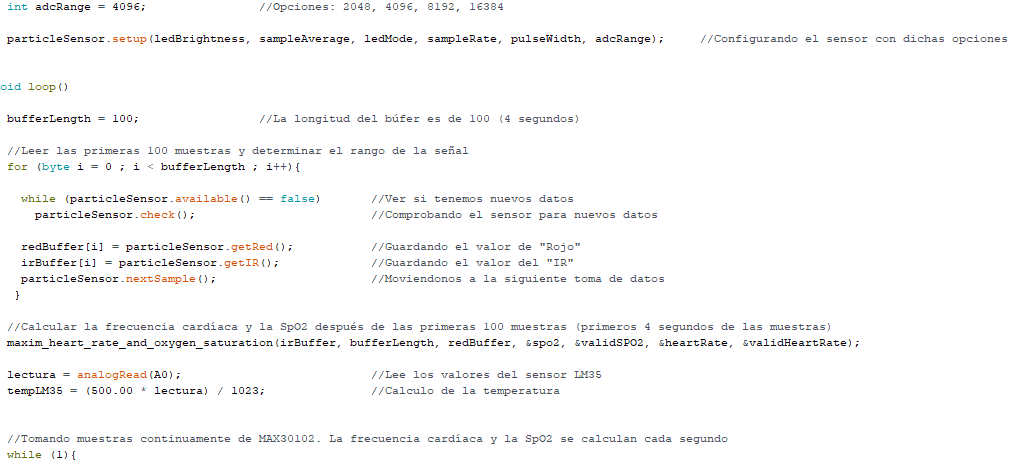 int adcRange = 4096; //Opciones: 2048, 4096, 8192, 16384
particleSensor.setup(ledBrightness, sampleAverage, ledMode, sampleRate, pulseWidth, adcRange); //Configurando el sensor con dichas opciones
oid loop()
bufferLength = 100; //La longitud del búfer es de 100 (4 segundos)
//Leer las primeras 100 muestras y determinar el rango de la señal
for (byte i = 0 ; i < bufferLength ; i++){
while (particleSensor.available() == false) //Ver si tenemos nuevos datos
particleSensor.check(); //Comprobando el sensor para nuevos datos
redBuffer[i] = particleSensor.getRed(); //Guardando el valor de "Rojo"
irBuffer[i] = particleSensor.getIR(); //Guardando el valor del "IR"
particleSensor.nextSample(); //Moviendonos a la siguiente toma de datos
}
//Calcular la frecuencia cardíaca y la SpO2 después de las primeras 100 muestras (primeros 4 segundos de las muestras)
maxim_heart_rate_and_oxygen_saturation(irBuffer, bufferLength, redBuffer, &spo2, &validSPO2, &heartRate, &validHeartRate);
lectura = analogRead(A0); //Lee los valores del sensor LM35
tempLM35 = (500.00 * lectura) / 1023; //Calculo de la temperatura
//Tomando muestras continuamente de MAX30102. La frecuencia cardíaca y la SpO2 se calculan cada segundo
while (1){